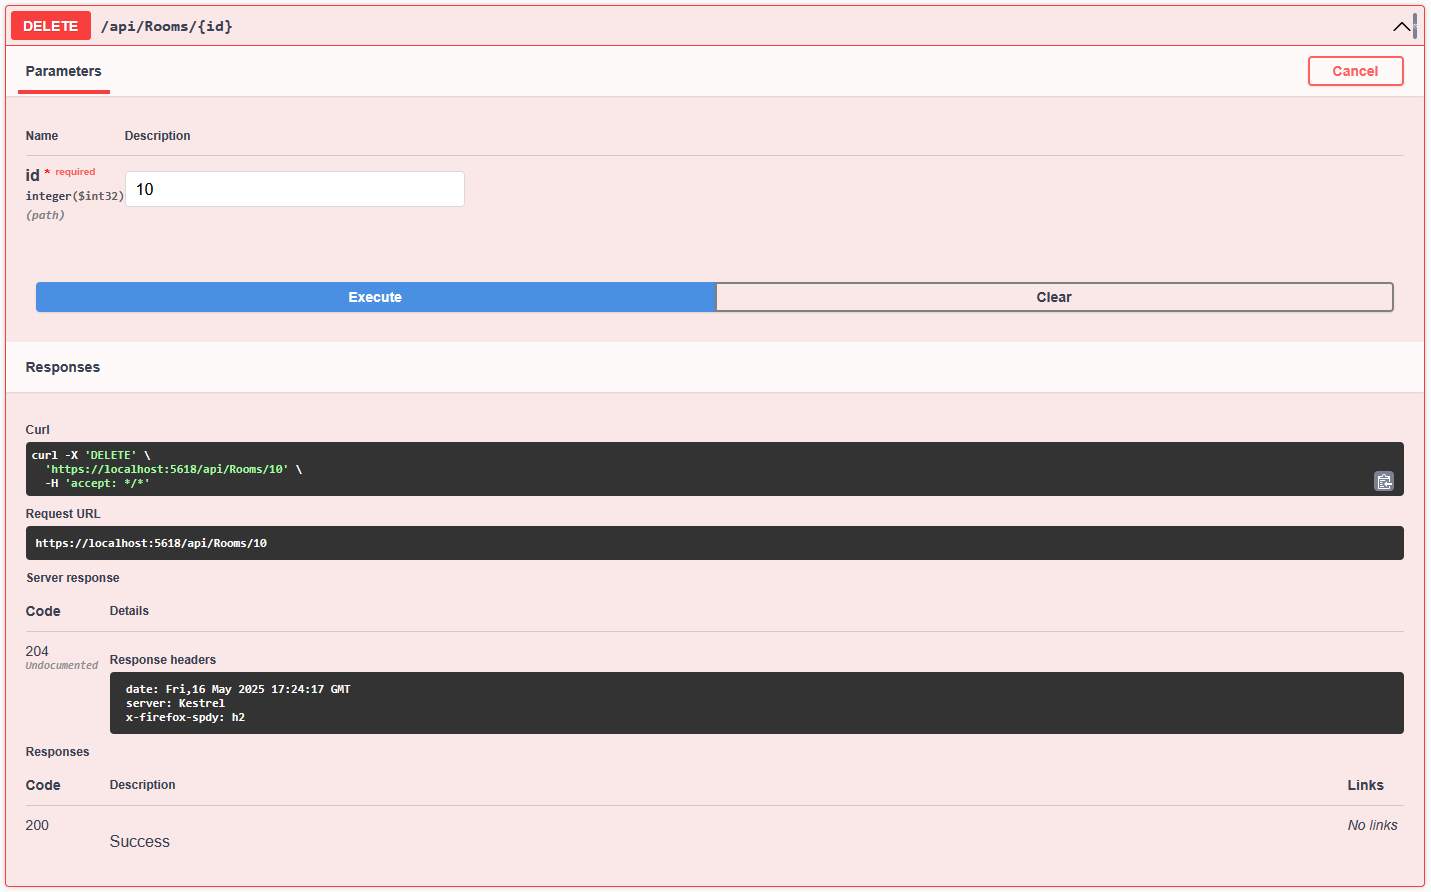 DELETE /api/Rooms/{id}
Parameters
Cancel
Name Description
id * required
integer($int32)
(path)
10
Execute
Clear
Responses
Curl
curl -X 'DELETE' \
'https://localhost:5618/api/Rooms/10' \
-H 'accept: */*'
Request URL
https://localhost:5618/api/Rooms/10
Server response
Code Details
204
Undocumented
Response headers
date: Fri,16 May 2025 17:24:17 GMT
server: Kestrel
x-firefox-spdy: h2
Responses
Code Description Links
200
Success
No links